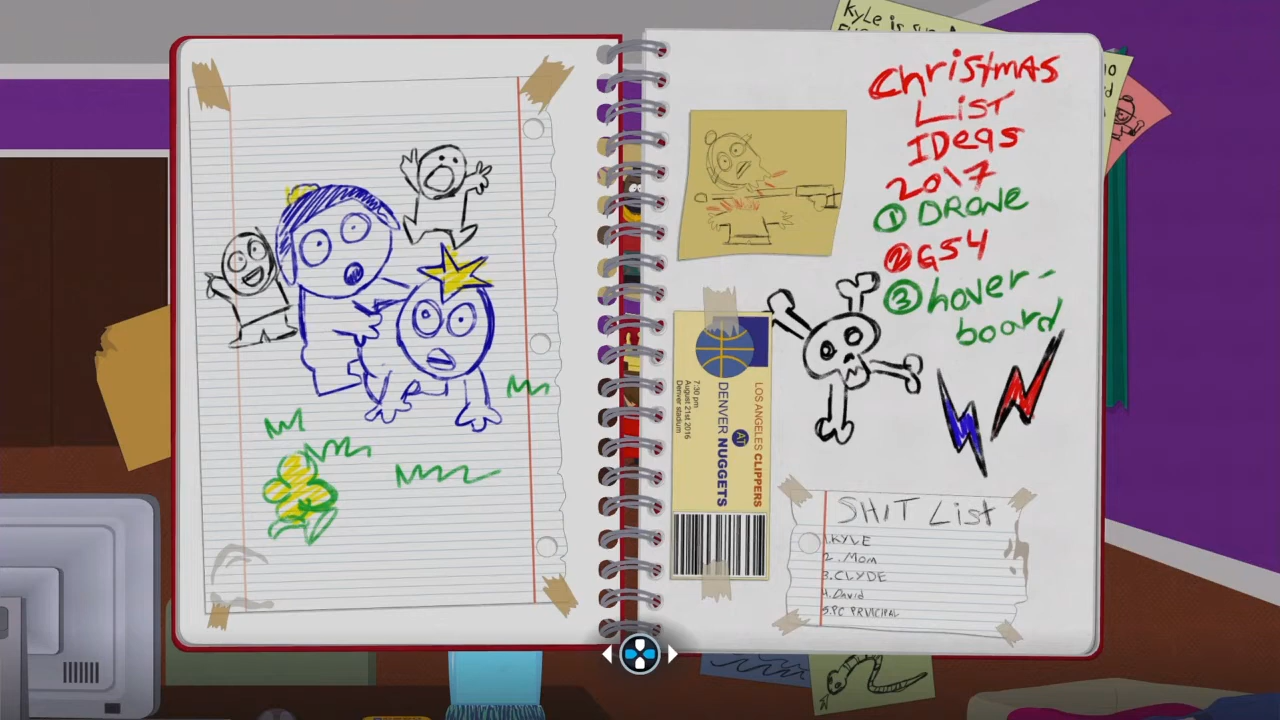 Kyle is
Christmas
List
IDeas
2017
① DRONE
② GS4
③ hover-
board
LOS ANGELES CLIPPERS
AT
DENVER NUGGETS
7:30 pm
August 21st 2016
Denver stadium
SHIT List
1.KYLE
2.Mom
3.CLYDE
4.David
5.PC PRVICIPAL